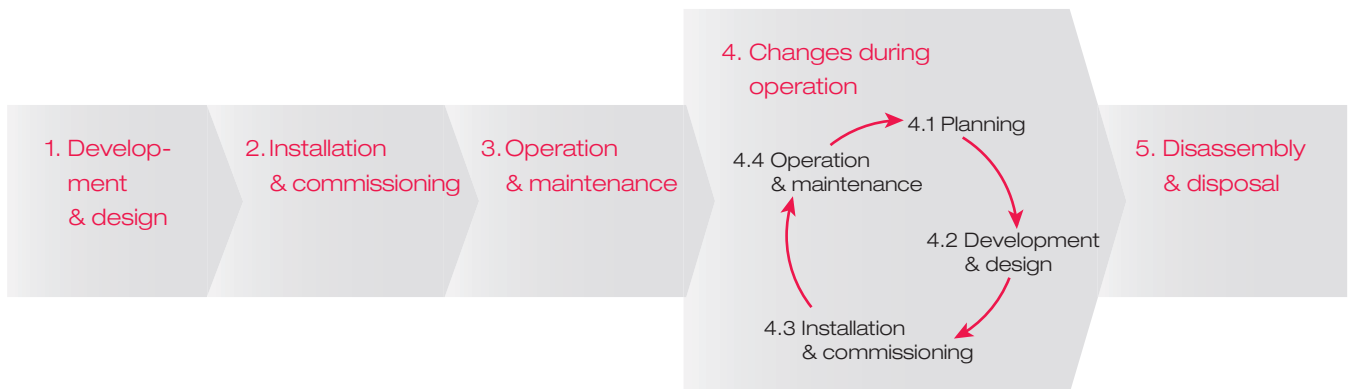 1. Develop-
ment
& design
2. Installation
& commissioning
3. Operation
& maintenance
4. Changes during
operation
4.1 Planning
4.2 Development
& design
4.3 Installation
& commissioning
4.4 Operation
& maintenance
5. Disassembly
& disposal